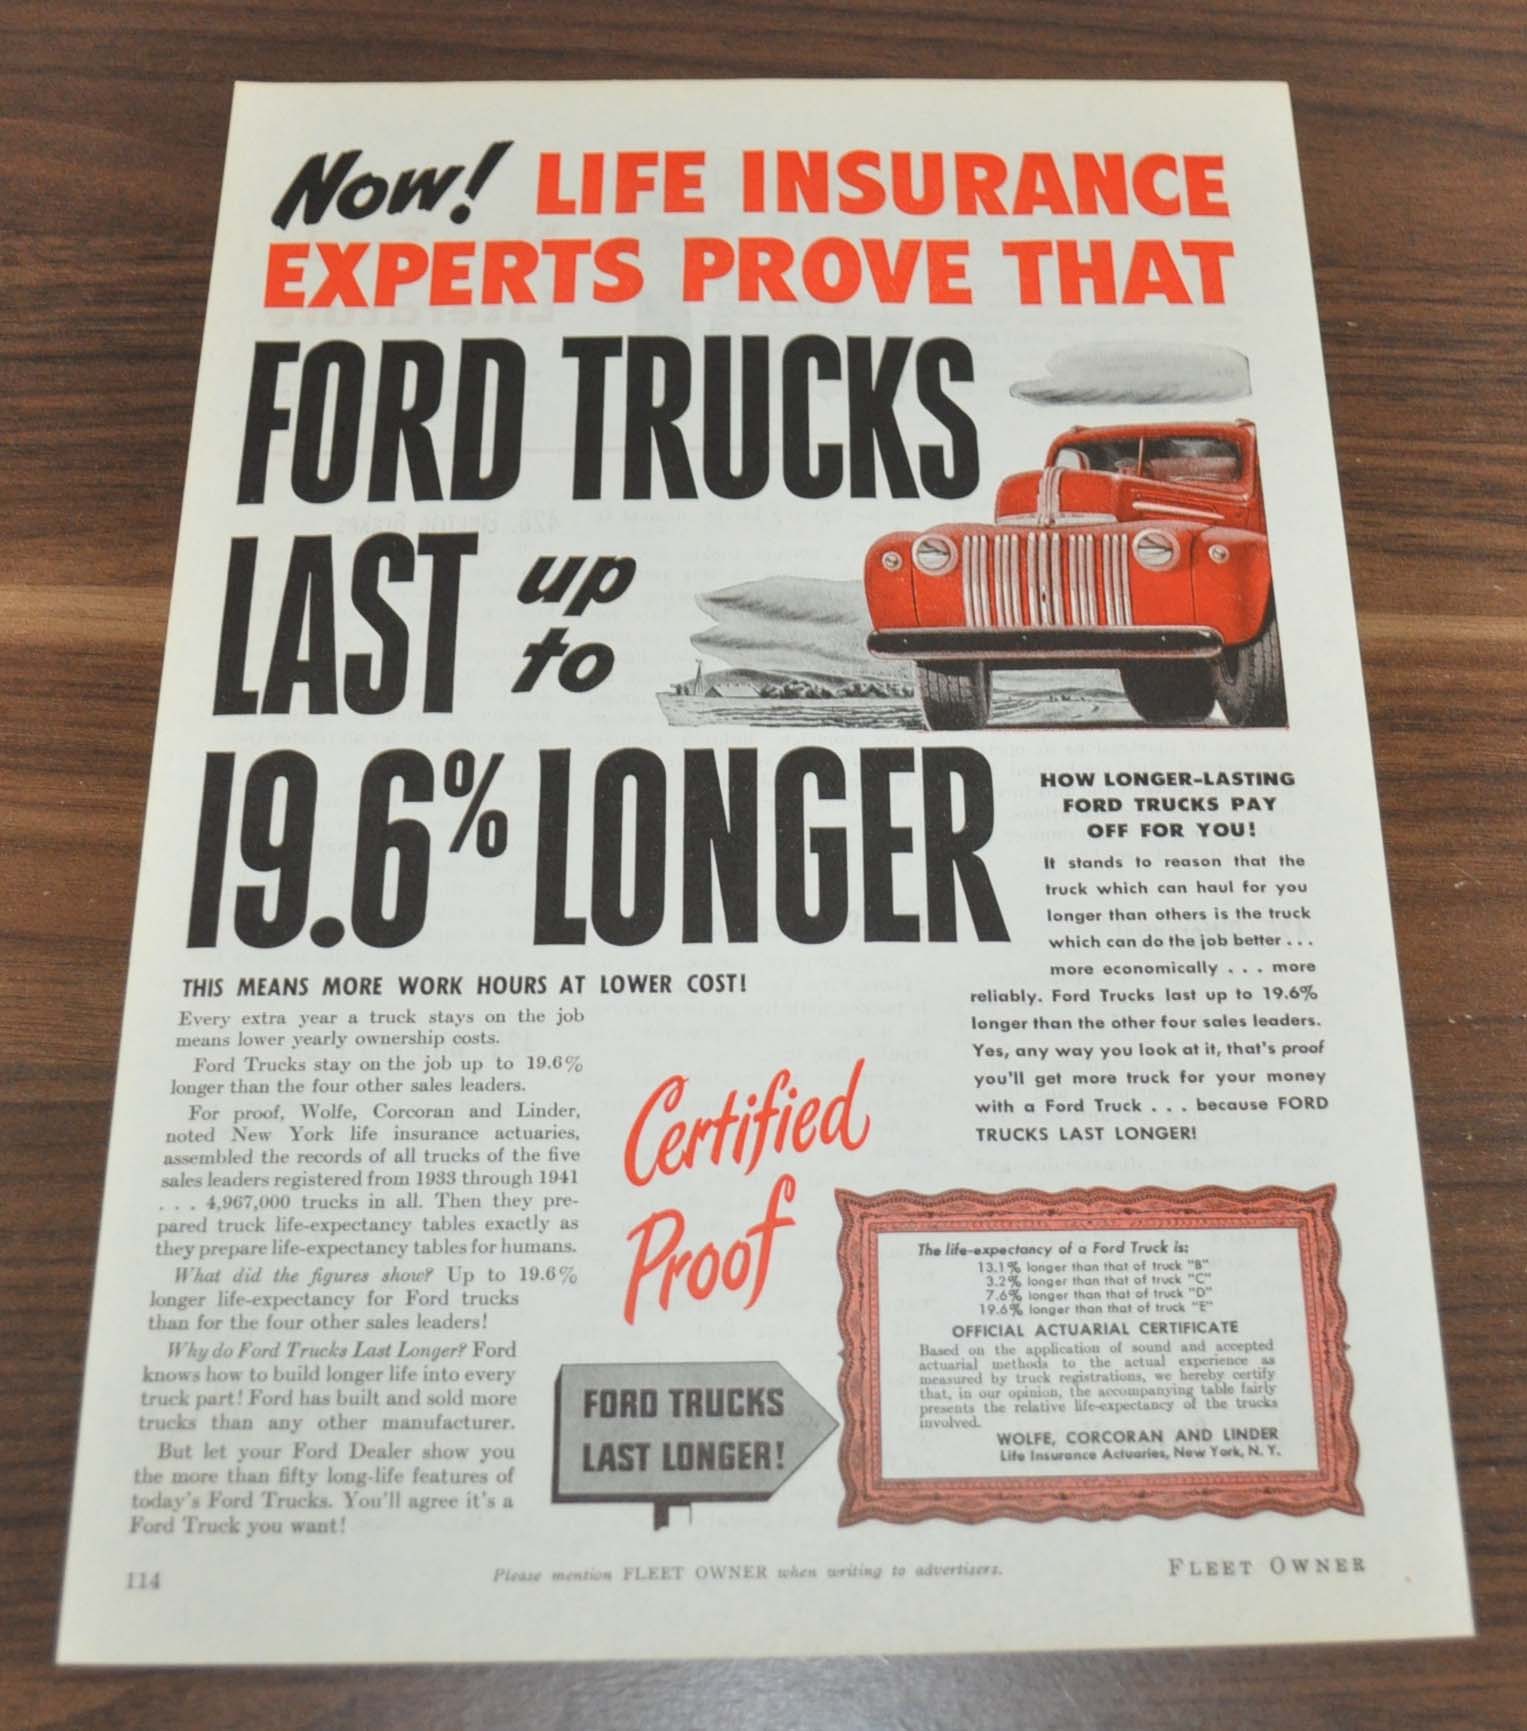 Now! LIFE INSURANCE
EXPERTS PROVE THAT
FORD TRUCKS
LAST up to
19.6% LONGER
THIS MEANS MORE WORK HOURS AT LOWER COST!
Every extra year a truck stays on the job
means lower yearly ownership costs.
Ford Trucks stay on the job up to 19.6%
longer than the four other sales leaders.
For proof, Wolfe, Corcoran and Linder,
noted New York life insurance actuaries,
assembled the records of all trucks of the five
sales leaders registered from 1933 through 1941
. . . 4,967,000 trucks in all. Then they pre-
pared truck life-expectancy tables exactly as
they prepare life-expectancy tables for humans.
What did the figures show? Up to 19.6%
longer life-expectancy for Ford trucks
than for the four other sales leaders!
Why do Ford Trucks Last Longer? Ford
knows how to build longer life into every
truck part! Ford has built and sold more
trucks than any other manufacturer.
But let your Ford Dealer show you
the more than fifty long-life features of
today's Ford Trucks. You'll agree it's a
Ford Truck you want!
HOW LONGER-LASTING
FORD TRUCKS PAY
OFF FOR YOU!
It stands to reason that the
truck which can haul for you
longer than others is the truck
which can do the job better . . .
more economically . . . more
reliably. Ford Trucks last up to 19.6%
longer than the other four sales leaders.
Yes, any way you look at it, that's proof
you'll get more truck for your money
with a Ford Truck . . . because FORD
TRUCKS LAST LONGER!
Certified
Proof
FORD TRUCKS
LAST LONGER!
The life-expectancy of a Ford Truck is:
13.1% longer than that of truck "B"
3.2% longer than that of truck "C"
7.6% longer than that of truck "D"
19.6% longer than that of truck "E"
OFFICIAL ACTUARIAL CERTIFICATE
Based on the application of sound and accepted
actuarial methods to the actual experience as
measured by truck registrations, we hereby certify
that, in our opinion, the accompanying table fairly
presents the relative life-expectancy of the trucks
involved.
WOLFE, CORCORAN AND LINDER
Life Insurance Actuaries, New York, N. Y.
114
Please mention FLEET OWNER when writing to advertisers.
FLEET OWNER